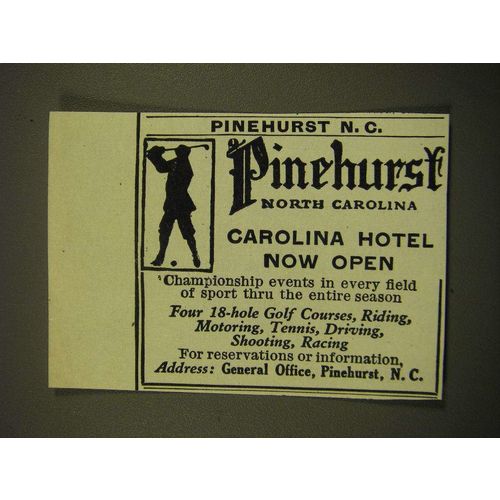 PINEHURST N. C.
Pinehurst
NORTH CAROLINA
CAROLINA HOTEL
NOW OPEN
Championship events in every field
of sport thru the entire season
Four 18-hole Golf Courses, Riding,
Motoring, Tennis, Driving,
Shooting, Racing
For reservations or information,
Address: General Office, Pinehurst, N. C.